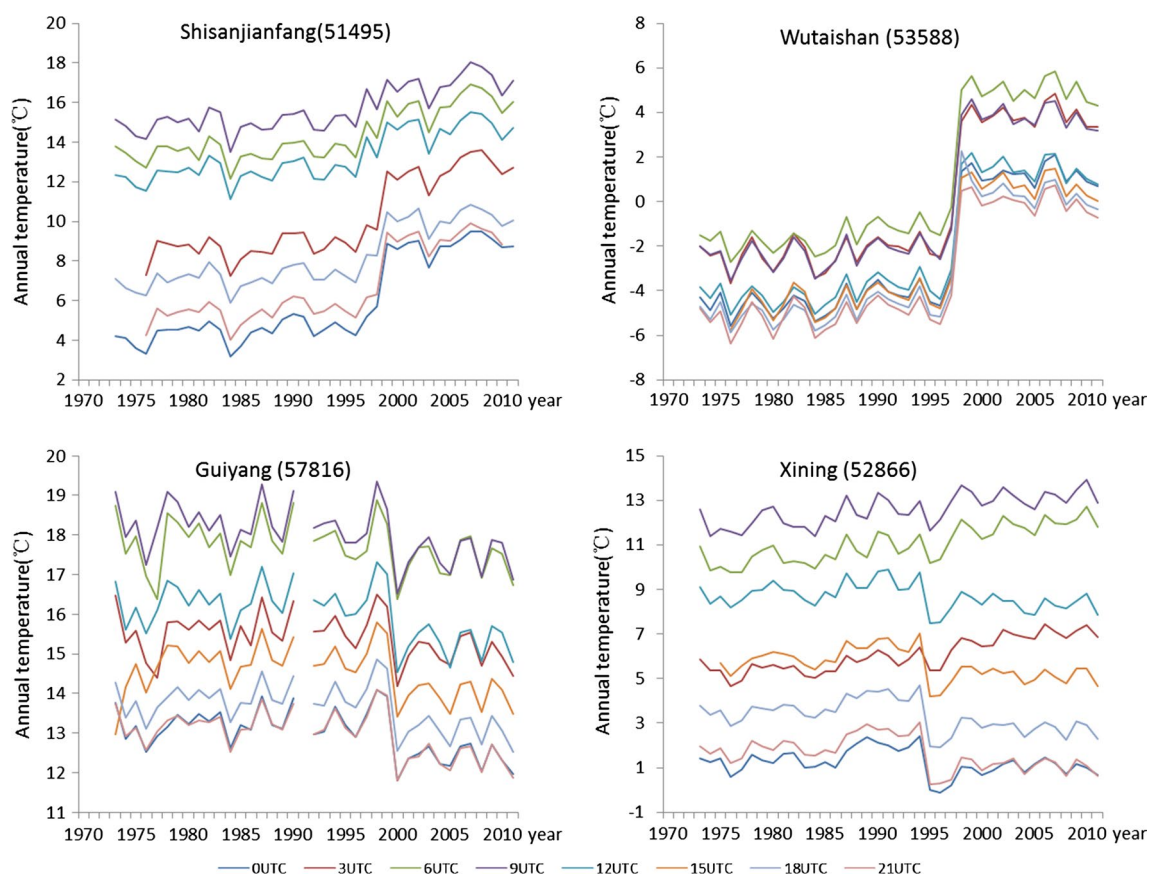 Shisanjianfang(51495)
Annual temperature(℃)
20
18
16
14
12
10
8
6
4
2
1970 1975 1980 1985 1990 1995 2000 2005 2010 year
Wutaishan (53588)
Annual temperature(℃)
8
6
4
2
0
-2
-4
-6
-8
1970 1975 1980 1985 1990 1995 2000 2005 2010 year
Guiyang (57816)
Annual temperature(℃)
20
19
18
17
16
15
14
13
12
11
1970 1975 1980 1985 1990 1995 2000 2005 2010 year
Xining (52866)
Annual temperature(℃)
15
13
11
9
7
5
3
1
-1
1970 1975 1980 1985 1990 1995 2000 2005 2010 year
0UTC 3UTC 6UTC 9UTC 12UTC 15UTC 18UTC 21UTC